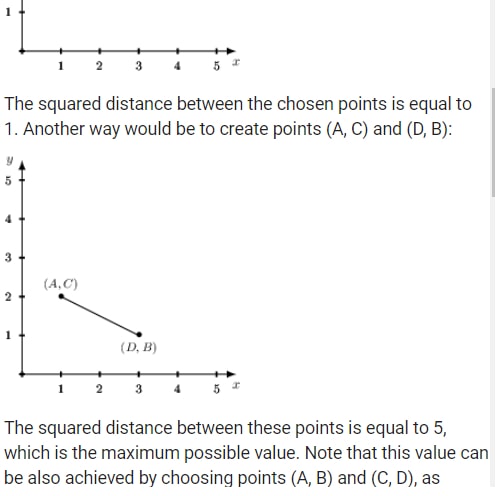 1
1 2 3 4 5 x
The squared distance between the chosen points is equal to
1. Another way would be to create points (A, C) and (D, B):
y
5
4
3
(A,C)
2
1
(D, B)
1 2 3 4 5 x
The squared distance between these points is equal to 5,
which is the maximum possible value. Note that this value can
be also achieved by choosing points (A, B) and (C, D), as